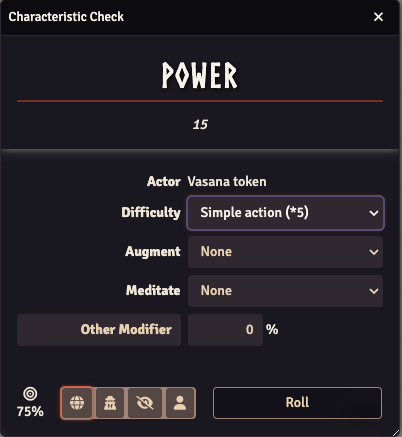 Characteristic Check
POWER
15
Actor Vasana token
Difficulty Simple action (*5)
Augment None
Meditate None
Other Modifier 0 %
75% Roll